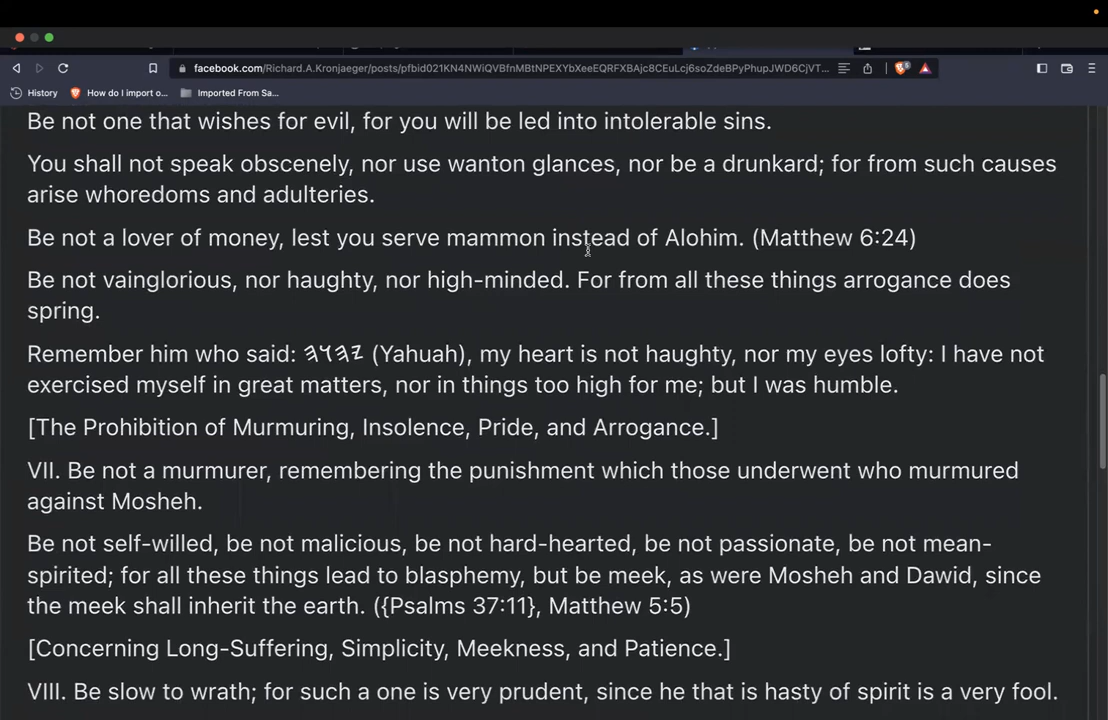 facebook.com/Richard.A.Kronjaeger/posts/pfbid021KN4NWiQVBfnMBtNPEXYbXeeEQRFXBAjc8CEuLcj6soZdeBPyPhupJWD6CjVT...
History How do I import o... Imported From Sa...
Be not one that wishes for evil, for you will be led into intolerable sins.
You shall not speak obscenely, nor use wanton glances, nor be a drunkard; for from such causes
arise whoredoms and adulteries.
Be not a lover of money, lest you serve mammon instead of Alohim. (Matthew 6:24)
Be not vainglorious, nor haughty, nor high-minded. For from all these things arrogance does
spring.
Remember him who said: 𐤉𐤄𐤅𐤄 (Yahuah), my heart is not haughty, nor my eyes lofty: I have not
exercised myself in great matters, nor in things too high for me; but I was humble.
[The Prohibition of Murmuring, Insolence, Pride, and Arrogance.]
VII. Be not a murmurer, remembering the punishment which those underwent who murmured
against Mosheh.
Be not self-willed, be not malicious, be not hard-hearted, be not passionate, be not mean-
spirited; for all these things lead to blasphemy, but be meek, as were Mosheh and Dawid, since
the meek shall inherit the earth. ({Psalms 37:11}, Matthew 5:5)
[Concerning Long-Suffering, Simplicity, Meekness, and Patience.]
VIII. Be slow to wrath; for such a one is very prudent, since he that is hasty of spirit is a very fool.